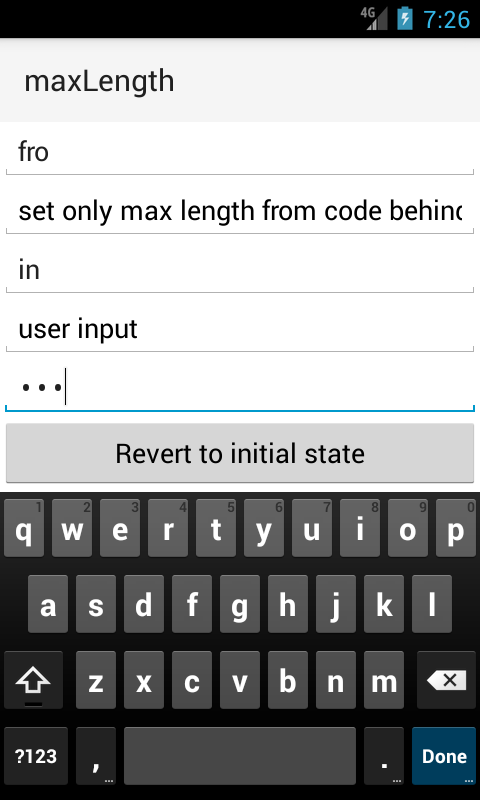 4G 7:26
maxLength
fro
set only max length from code behind
in
user input
•••
Revert to initial state
1 2 3 4 5 6 7 8 9 0
q w e r t y u i o p
a s d f g h j k l
z x c v b n m
?123 , ... . ... Done ...